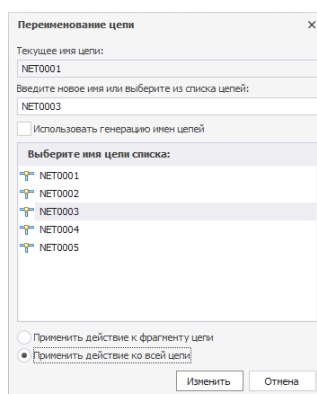 Переименование цепи
Текущее имя цепи:
NET0001
Введите новое имя или выберите из списка цепей:
NET0003
Использовать генерацию имен цепей
Выберите имя цепи списка:
NET0001
NET0002
NET0003
NET0004
NET0005
Применить действие к фрагменту цепи
Применить действие ко всей цепи
Изменить Отмена